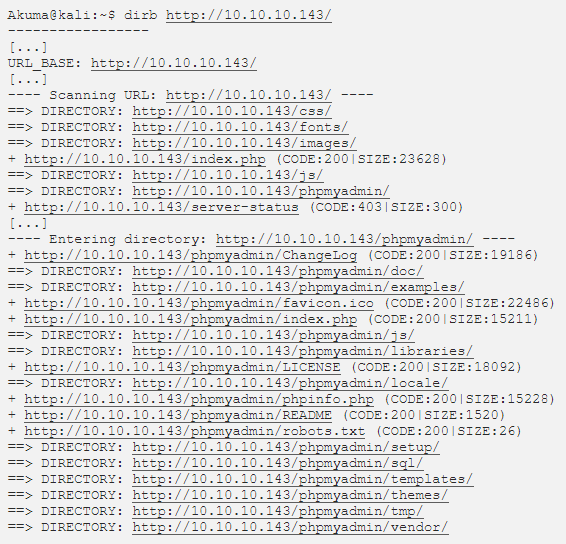 Akuma@kali:~$ dirb http://10.10.10.143/
-----------------
[...]
URL_BASE: http://10.10.10.143/
[...]
---- Scanning URL: http://10.10.10.143/ ----
==> DIRECTORY: http://10.10.10.143/css/
==> DIRECTORY: http://10.10.10.143/fonts/
==> DIRECTORY: http://10.10.10.143/images/
+ http://10.10.10.143/index.php (CODE:200|SIZE:23628)
==> DIRECTORY: http://10.10.10.143/js/
==> DIRECTORY: http://10.10.10.143/phpmyadmin/
+ http://10.10.10.143/server-status (CODE:403|SIZE:300)
[...]
---- Entering directory: http://10.10.10.143/phpmyadmin/ ----
+ http://10.10.10.143/phpmyadmin/ChangeLog (CODE:200|SIZE:19186)
==> DIRECTORY: http://10.10.10.143/phpmyadmin/doc/
==> DIRECTORY: http://10.10.10.143/phpmyadmin/examples/
+ http://10.10.10.143/phpmyadmin/favicon.ico (CODE:200|SIZE:22486)
+ http://10.10.10.143/phpmyadmin/index.php (CODE:200|SIZE:15211)
==> DIRECTORY: http://10.10.10.143/phpmyadmin/js/
==> DIRECTORY: http://10.10.10.143/phpmyadmin/libraries/
+ http://10.10.10.143/phpmyadmin/LICENSE (CODE:200|SIZE:18092)
==> DIRECTORY: http://10.10.10.143/phpmyadmin/locale/
+ http://10.10.10.143/phpmyadmin/phpinfo.php (CODE:200|SIZE:15228)
+ http://10.10.10.143/phpmyadmin/README (CODE:200|SIZE:1520)
+ http://10.10.10.143/phpmyadmin/robots.txt (CODE:200|SIZE:26)
==> DIRECTORY: http://10.10.10.143/phpmyadmin/setup/
==> DIRECTORY: http://10.10.10.143/phpmyadmin/sql/
==> DIRECTORY: http://10.10.10.143/phpmyadmin/templates/
==> DIRECTORY: http://10.10.10.143/phpmyadmin/themes/
==> DIRECTORY: http://10.10.10.143/phpmyadmin/tmp/
==> DIRECTORY: http://10.10.10.143/phpmyadmin/vendor/